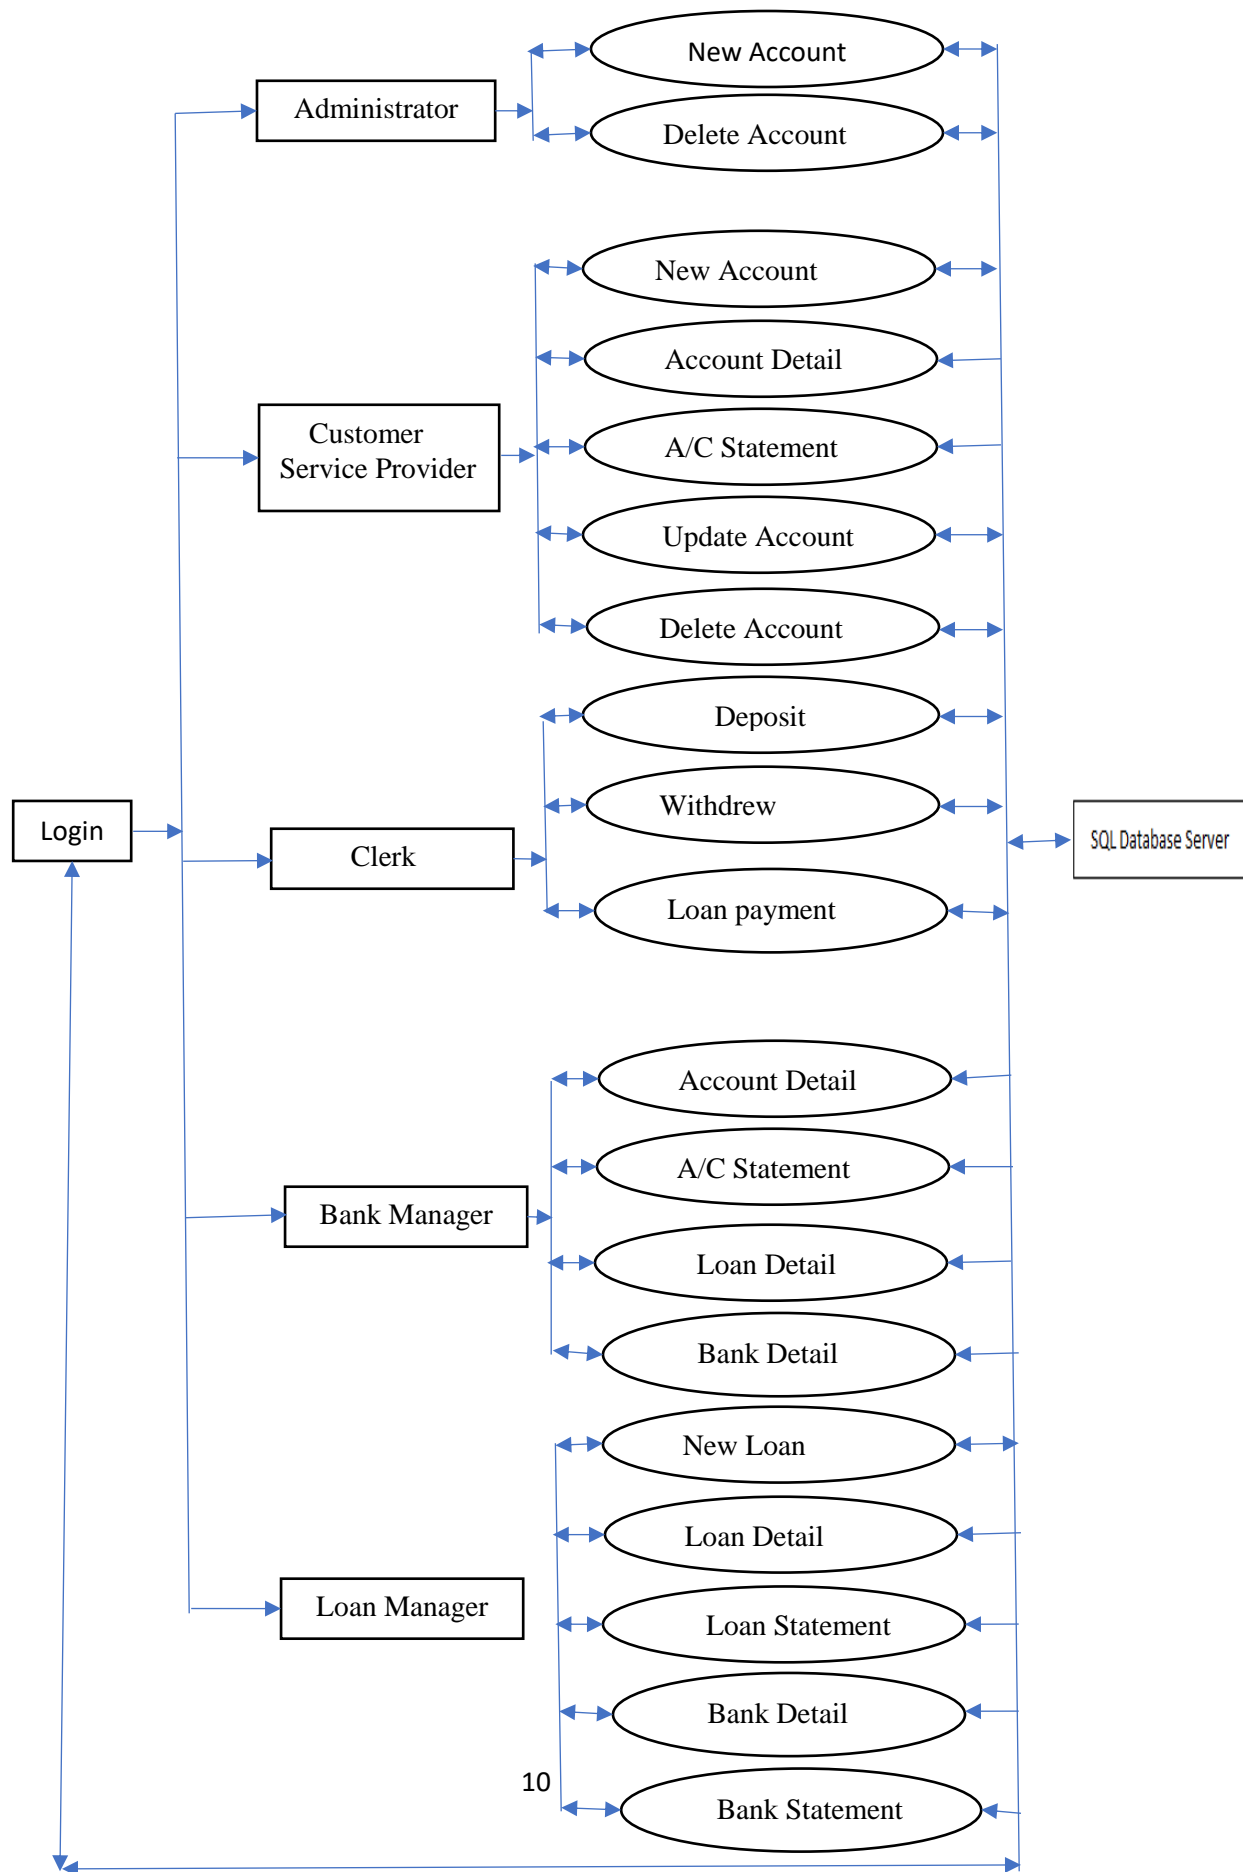 New Account
Administrator
Delete Account
New Account
Account Detail
Customer
Service Provider
A/C Statement
Update Account
Delete Account
Deposit
Withdrew
Login
SQL Database Server
Clerk
Loan payment
Account Detail
A/C Statement
Bank Manager
Loan Detail
Bank Detail
New Loan
Loan Detail
Loan Manager
Loan Statement
Bank Detail
10
Bank Statement